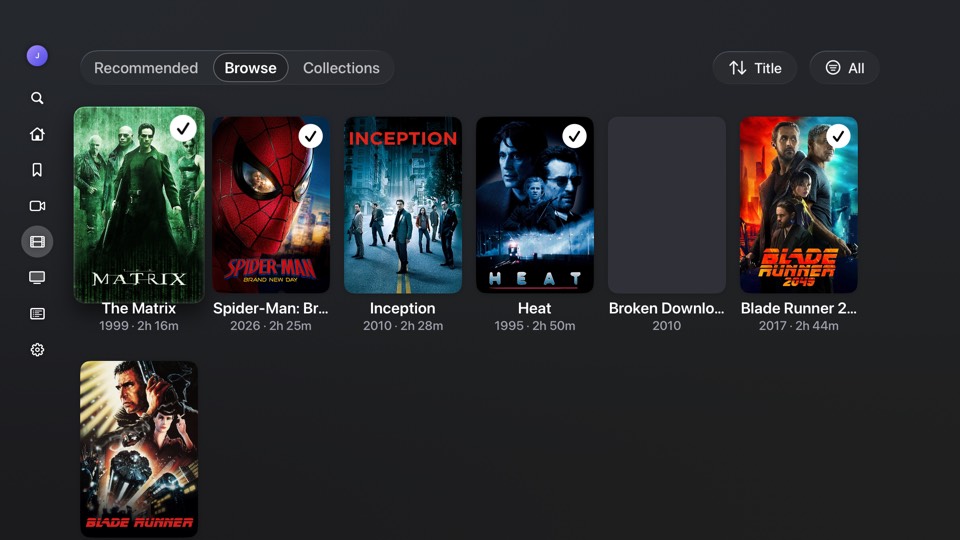 J
Recommended
Browse
Collections
Title
All
THE MATRIX
SPIDER-MAN
BRAND NEW DAY
INCEPTION
HEAT
BLADE
RUNNER
2049
The Matrix
1999 · 2h 16m
Spider-Man: Br...
2026 · 2h 25m
Inception
2010 · 2h 28m
Heat
1995 · 2h 50m
Broken Downlo...
2010
Blade Runner 2...
2017 · 2h 44m
BLADE RUNNER